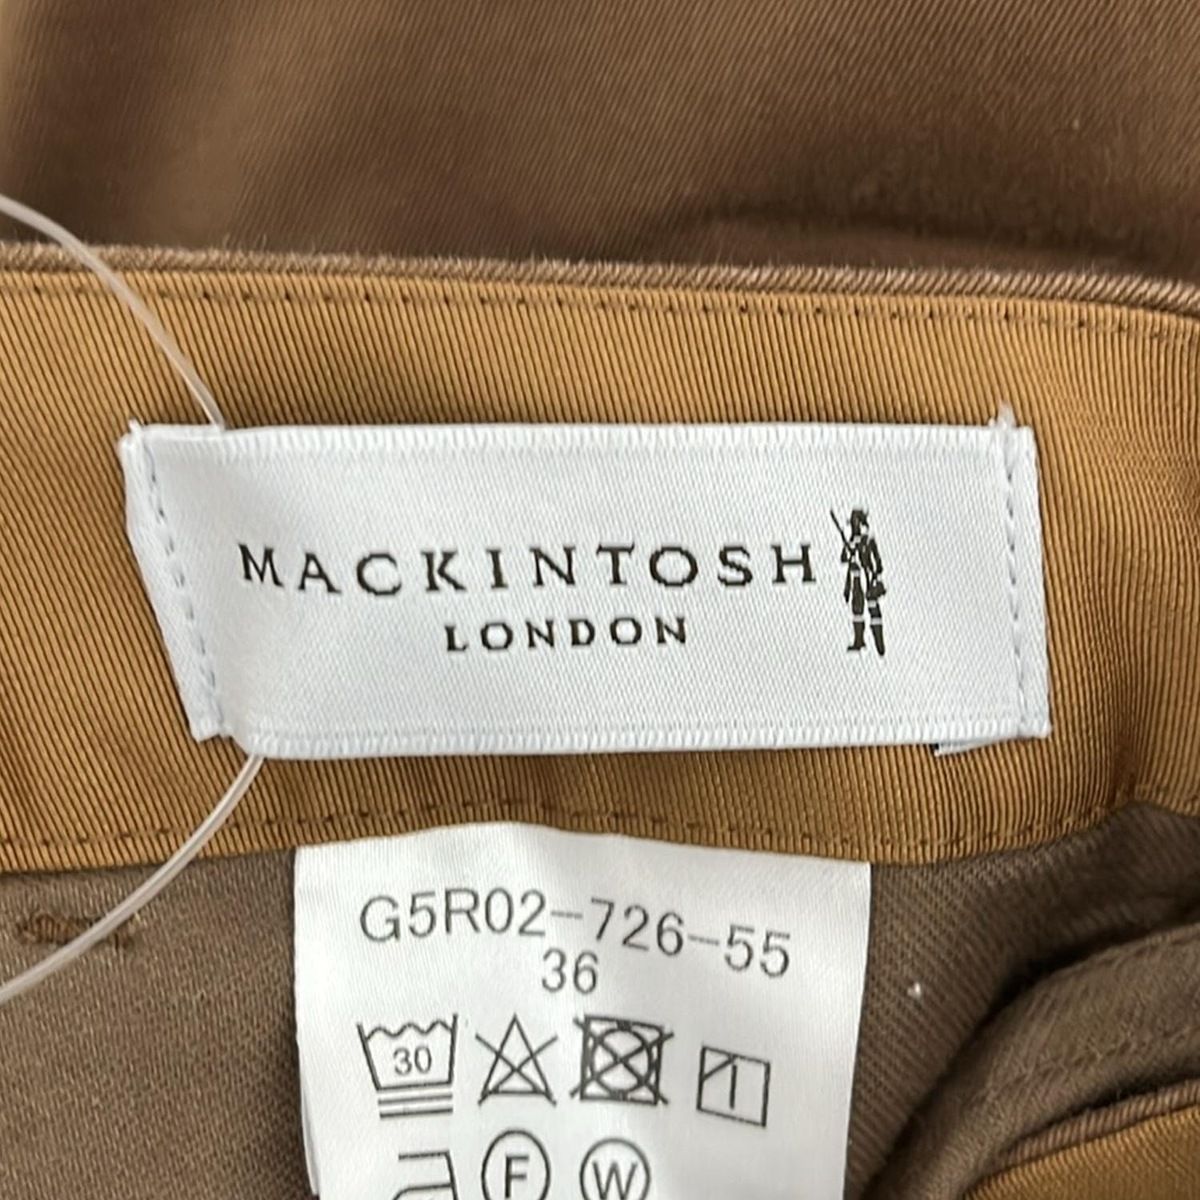 MACKINTOSH
LONDON
G5R02-726-55
36
30
F W